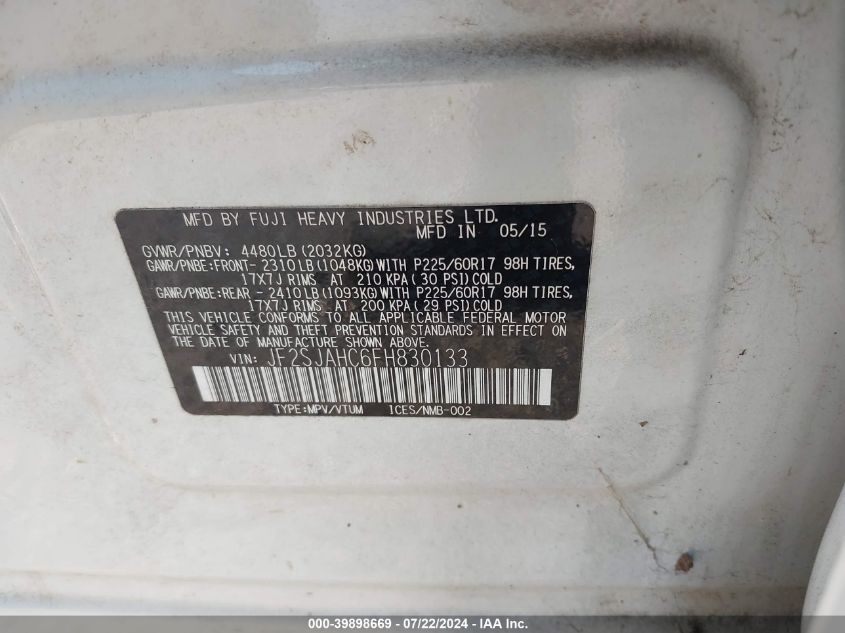 MFD BY FUJI HEAVY INDUSTRIES LTD.
MFD IN 05/15
GVWR/PNBV: 4480LB (2032KG)
GAWR/PNBE:FRONT- 2310LB(1048KG)WITH P225/60R17 98H TIRES,
17X7J RIMS AT 210 KPA(30 PSI)COLD
GAWR/PNBE:REAR - 2410LB(1093KG)WITH P225/60R17 98H TIRES,
17X7J RIMS AT 200 KPA(29 PSI)COLD
THIS VEHICLE CONFORMS TO ALL APPLICABLE FEDERAL MOTOR
VEHICLE SAFETY AND THEFT PREVENTION STANDARDS IN EFFECT ON
THE DATE OF MANUFACTURE SHOWN ABOVE.
VIN: JF2SJAHC6FH830133
TYPE:MPV/VTUM ICES/NMB-002
000-39898669 - 07/22/2024 - IAA Inc.